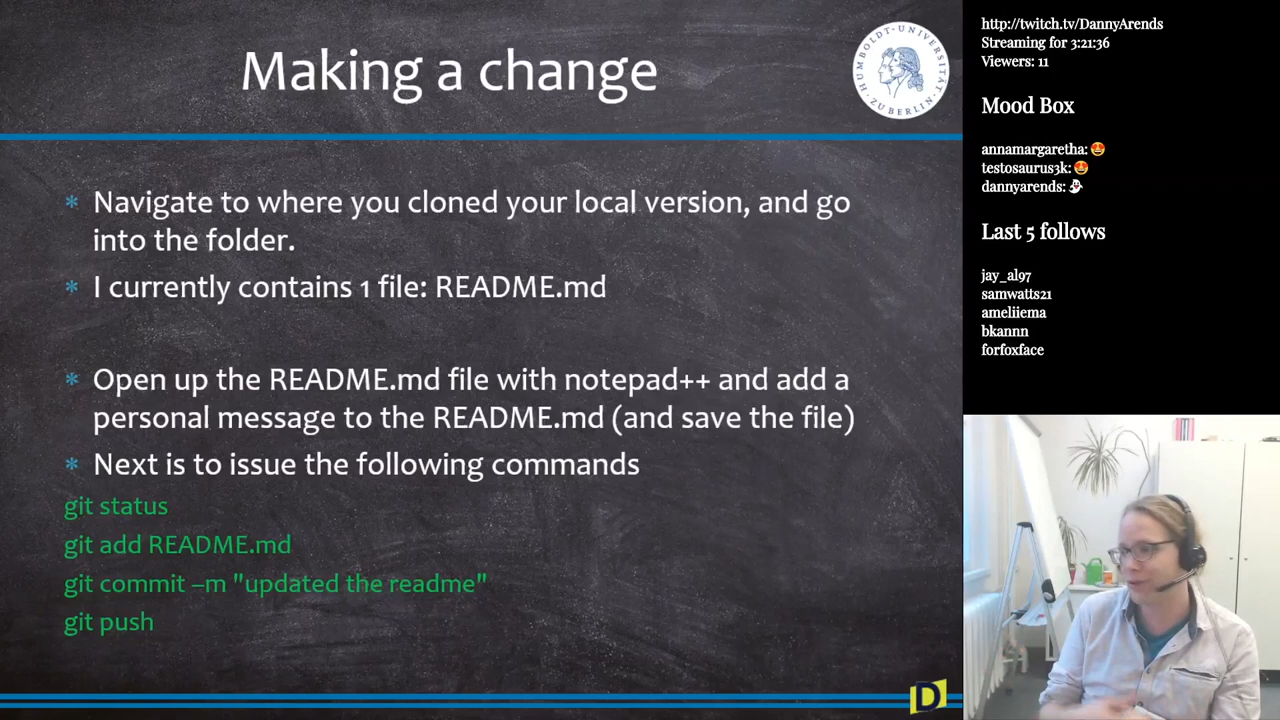 Making a change
HUMBOLDT-UNIVERSITÄT ZU BERLIN
* Navigate to where you cloned your local version, and go
into the folder.
* I currently contains 1 file: README.md
* Open up the README.md file with notepad++ and add a
personal message to the README.md (and save the file)
* Next is to issue the following commands
git status
git add README.md
git commit –m "updated the readme"
git push
D
http://twitch.tv/DannyArends
Streaming for 3:21:36
Viewers: 11
Mood Box
annamargaretha: 🤩
testosaurus3k: 🤩
dannyarends: 👻
Last 5 follows
jay_al97
samwatts21
ameliiema
bkannn
forfoxface